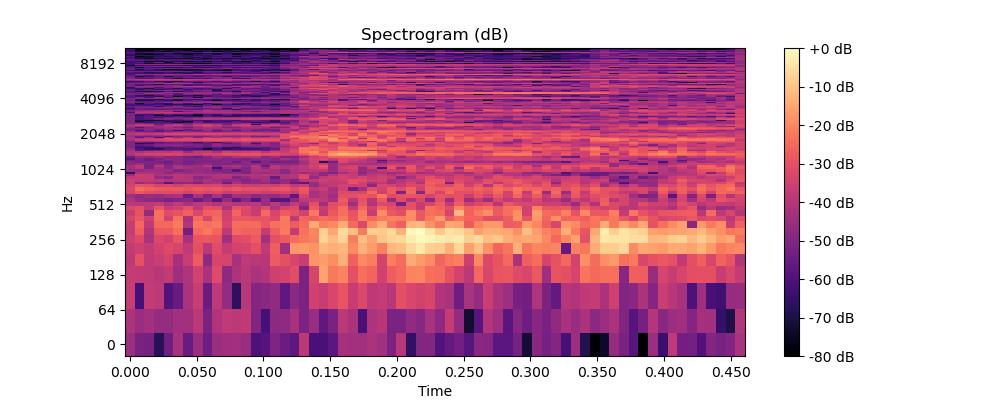 Spectrogram (dB)
Hz
8192
4096
2048
1024
512
256
128
64
0
0.000 0.050 0.100 0.150 0.200 0.250 0.300 0.350 0.400 0.450
Time
+0 dB
-10 dB
-20 dB
-30 dB
-40 dB
-50 dB
-60 dB
-70 dB
-80 dB